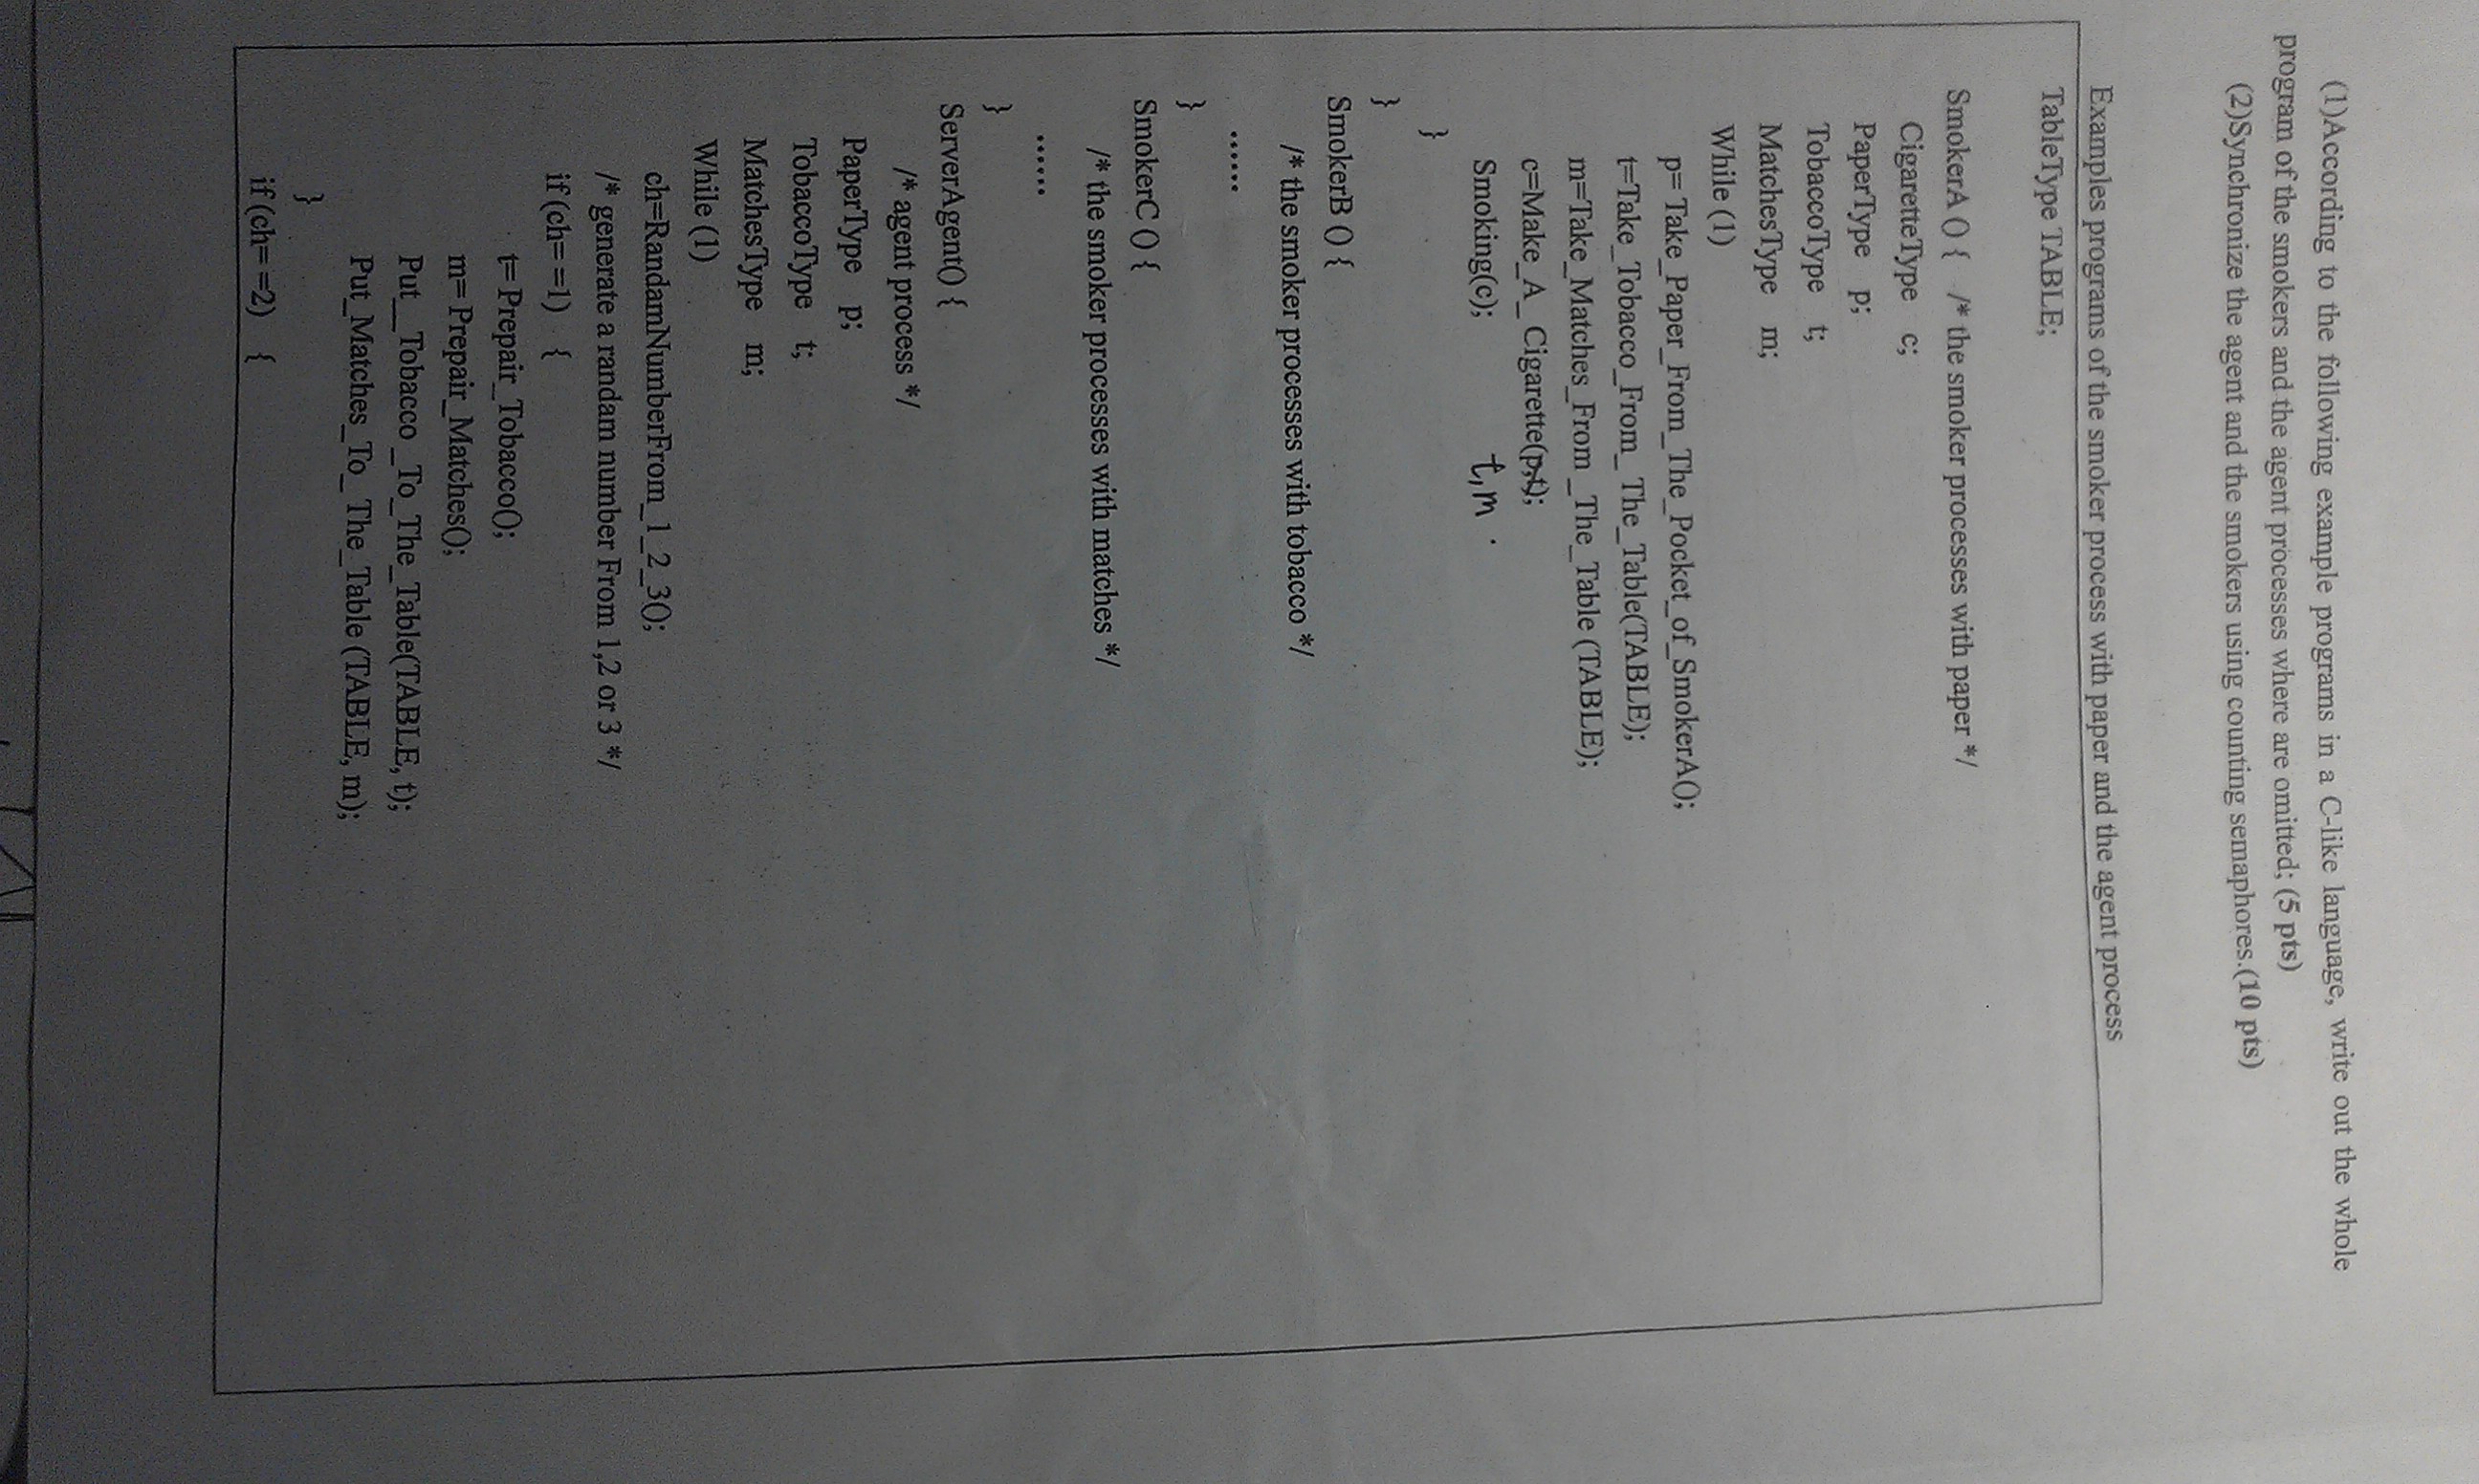 (1)According to the following example programs in a C-like language, write out the whole
program of the smokers and the agent processes where are omitted; (5 pts)
(2)Synchronize the agent and the smokers using counting semaphores.(10 pts)
Examples programs of the smoker process with paper and the agent process
TableType TABLE;
SmokerA () { /* the smoker processes with paper */
CigaretteType c;
PaperType p;
TobaccoType t;
MatchesType m;
While (1)
p= Take_Paper_From_The_Pocket_of_SmokerA();
t=Take_Tobacco_From_ The_Table(TABLE);
m=Take_Matches_From _The_Table (TABLE);
c=Make_A_ Cigarette(p,t);
Smoking(c); t,m .
}
}
SmokerB () {
/* the smoker processes with tobacco */
......
}
SmokerC () {
/* the smoker processes with matches */
......
}
ServerAgent() {
/* agent process */
PaperType p;
TobaccoType t;
MatchesType m;
While (1)
ch=RandamNumberFrom_1_2_3();
/* generate a randam number From 1,2 or 3 */
if (ch= =1) {
t= Prepair_Tobacco();
m= Prepair_Matches();
Put__Tobacco _To_The_Table(TABLE, t);
Put_Matches_To_ The_Table (TABLE, m);
}
if (ch= =2) {